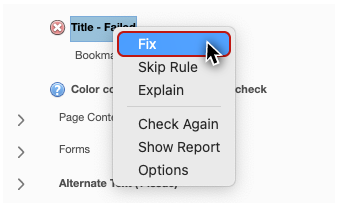 Title - Failed
Fix
Bookma
Skip Rule
Explain
Color co check
Page Conte
Check Again
Forms
Show Report
Options
Alternate Text